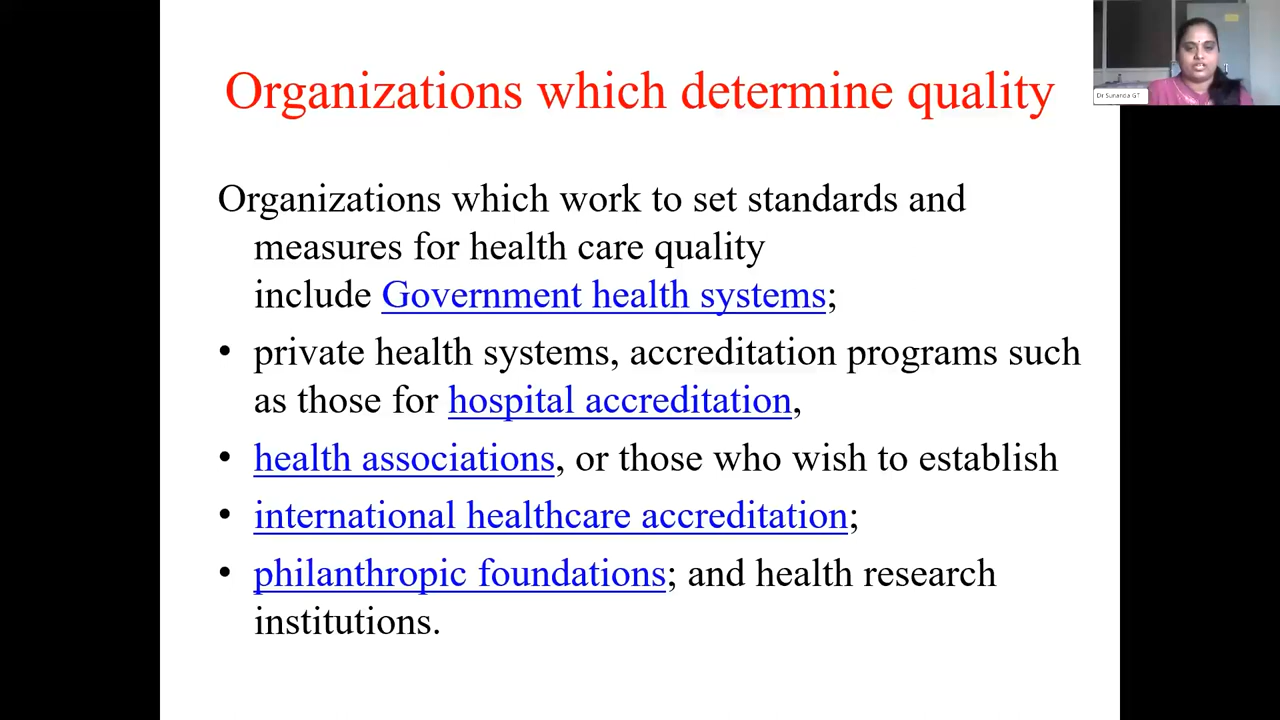 Organizations which determine quality
Dr Sunanda GT
Organizations which work to set standards and
measures for health care quality
include Government health systems;
• private health systems, accreditation programs such
as those for hospital accreditation,
• health associations, or those who wish to establish
• international healthcare accreditation;
• philanthropic foundations; and health research
institutions.